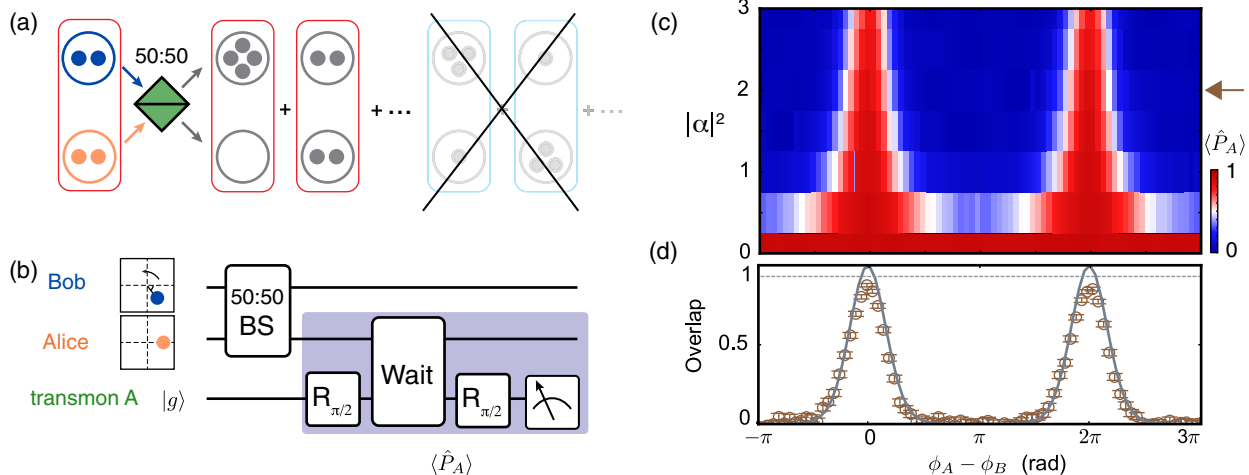 (a)
50:50
+
+
...
+
+ ...
(b)
Bob
Alice
transmon A |g⟩
50:50
BS
R_{π/2}
Wait
R_{π/2}
⟨P̂_A⟩
(c)
|α|²
3
2
1
0
⟨P̂_A⟩
1
0
(d)
Overlap
1
0.5
0
−π
0
π
2π
3π
ϕ_A − ϕ_B (rad)